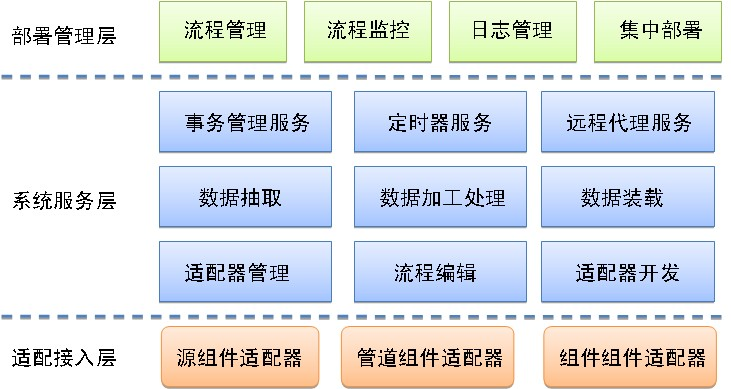 部署管理层
流程管理
流程监控
日志管理
集中部署
事务管理服务
定时器服务
远程代理服务
系统服务层
数据抽取
数据加工处理
数据装载
适配器管理
流程编辑
适配器开发
适配接入层
源组件适配器
管道组件适配器
组件组件适配器